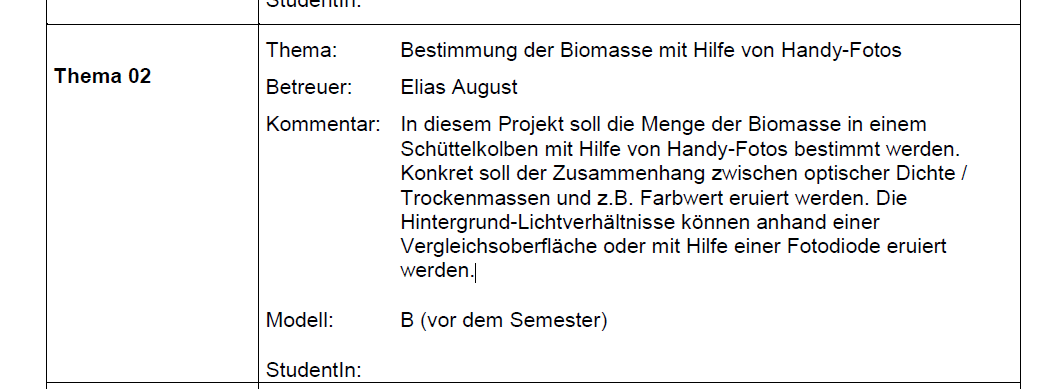 StudentIn:
Thema: Bestimmung der Biomasse mit Hilfe von Handy-Fotos
Thema 02
Betreuer: Elias August
Kommentar: In diesem Projekt soll die Menge der Biomasse in einem
Schüttelkolben mit Hilfe von Handy-Fotos bestimmt werden.
Konkret soll der Zusammenhang zwischen optischer Dichte /
Trockenmassen und z.B. Farbwert eruiert werden. Die
Hintergrund-Lichtverhältnisse können anhand einer
Vergleichsoberfläche oder mit Hilfe einer Fotodiode eruiert
werden.
Modell: B (vor dem Semester)
StudentIn: